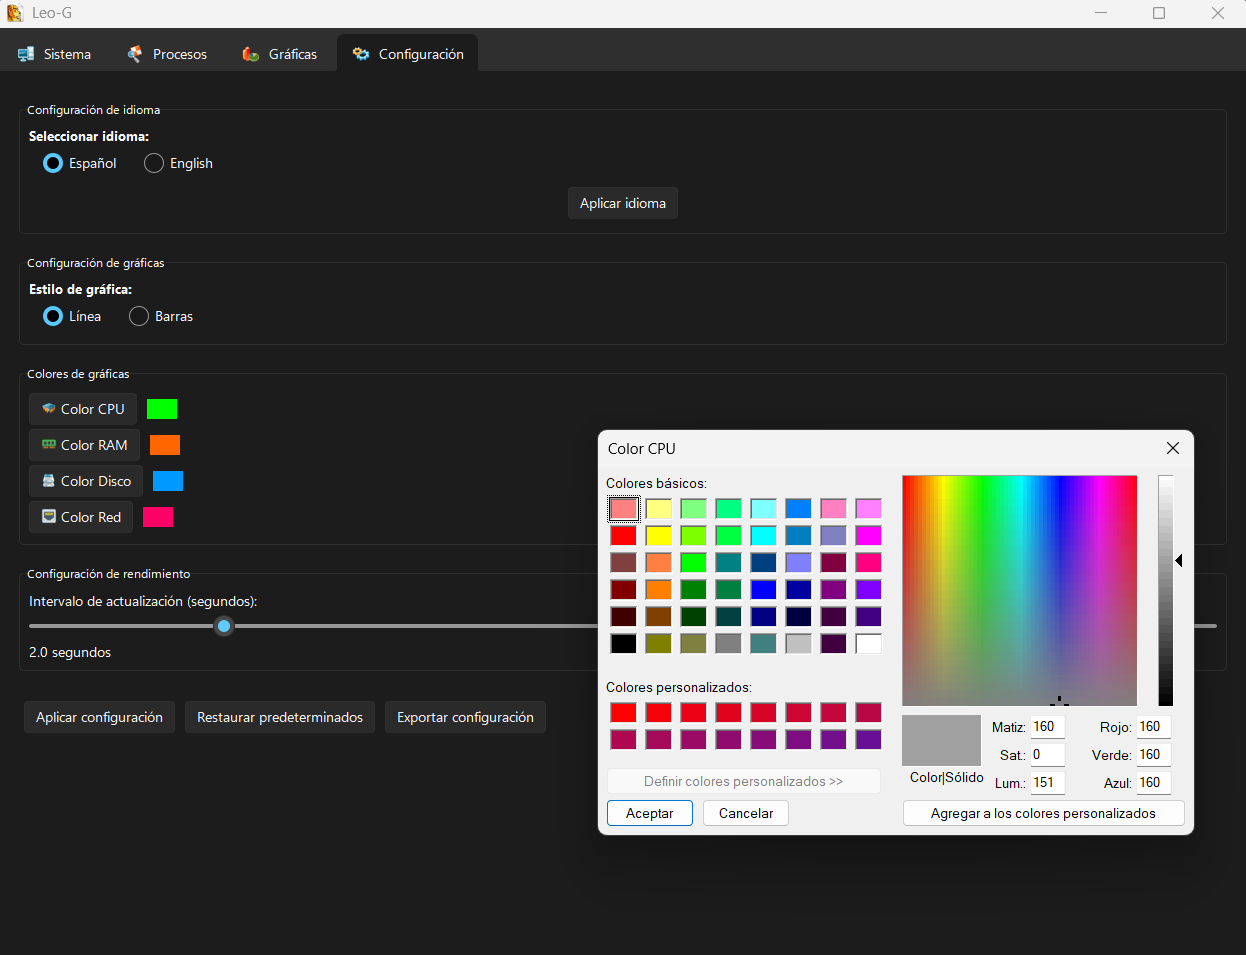 Leo-G
Sistema Procesos Gráficas Configuración
Configuración de idioma
Seleccionar idioma:
Español English
Aplicar idioma
Configuración de gráficas
Estilo de gráfica:
Línea Barras
Colores de gráficas
Color CPU
Color RAM
Color Disco
Color Red
Configuración de rendimiento
Intervalo de actualización (segundos):
2.0 segundos
Aplicar configuración Restaurar predeterminados Exportar configuración
Color CPU
Colores básicos:
Colores personalizados:
Definir colores personalizados >>
Aceptar Cancelar
Color|Sólido
Matiz: 160 Rojo: 160
Sat.: 0 Verde: 160
Lum.: 151 Azul: 160
Agregar a los colores personalizados